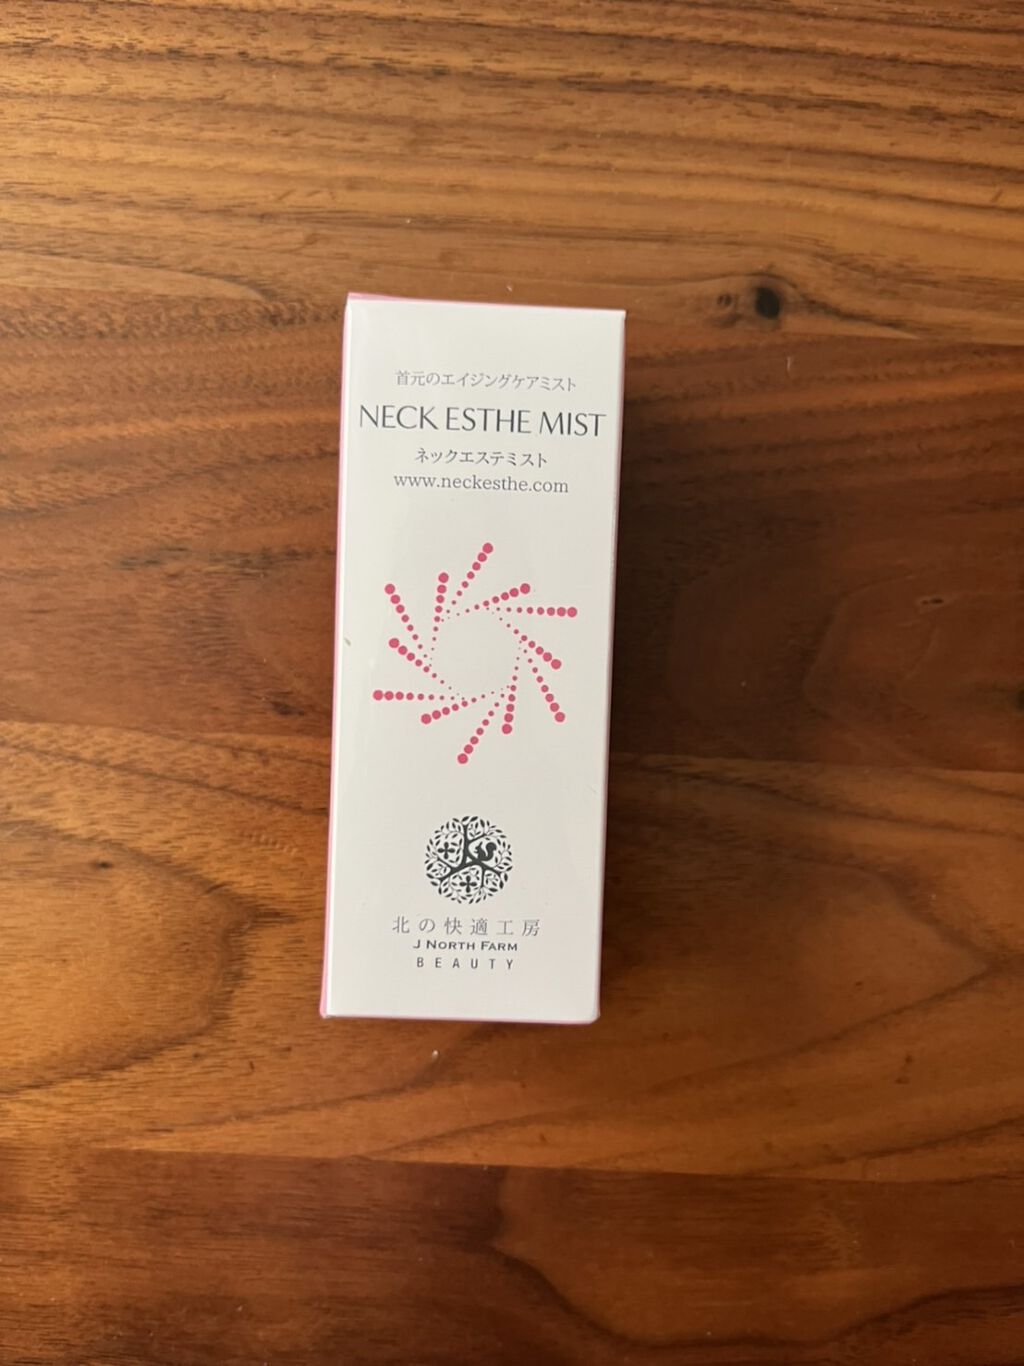 首元のエイジングケアミスト
NECK ESTHE MIST
ネックエステミスト
www.neckesthe.com
北の快適工房
J NORTH FARM
BEAUTY